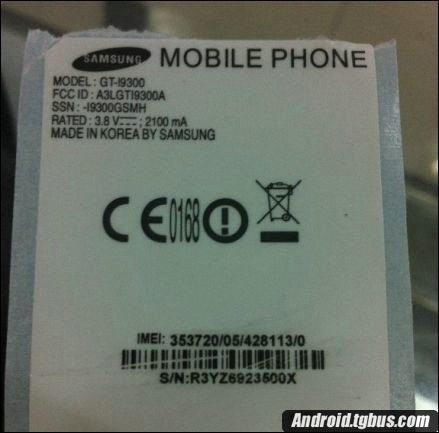 SAMSUNG MOBILE PHONE
MODEL : GT-I9300
FCC ID : A3LGTI9300A
SSN : -I9300GSMH
RATED : 3.8 V⎓; 2100 mA
MADE IN KOREA BY SAMSUNG
CE0168
IMEI: 353720/05/428113/0
S/N:R3YZ6923500X
Android.tgbus.com